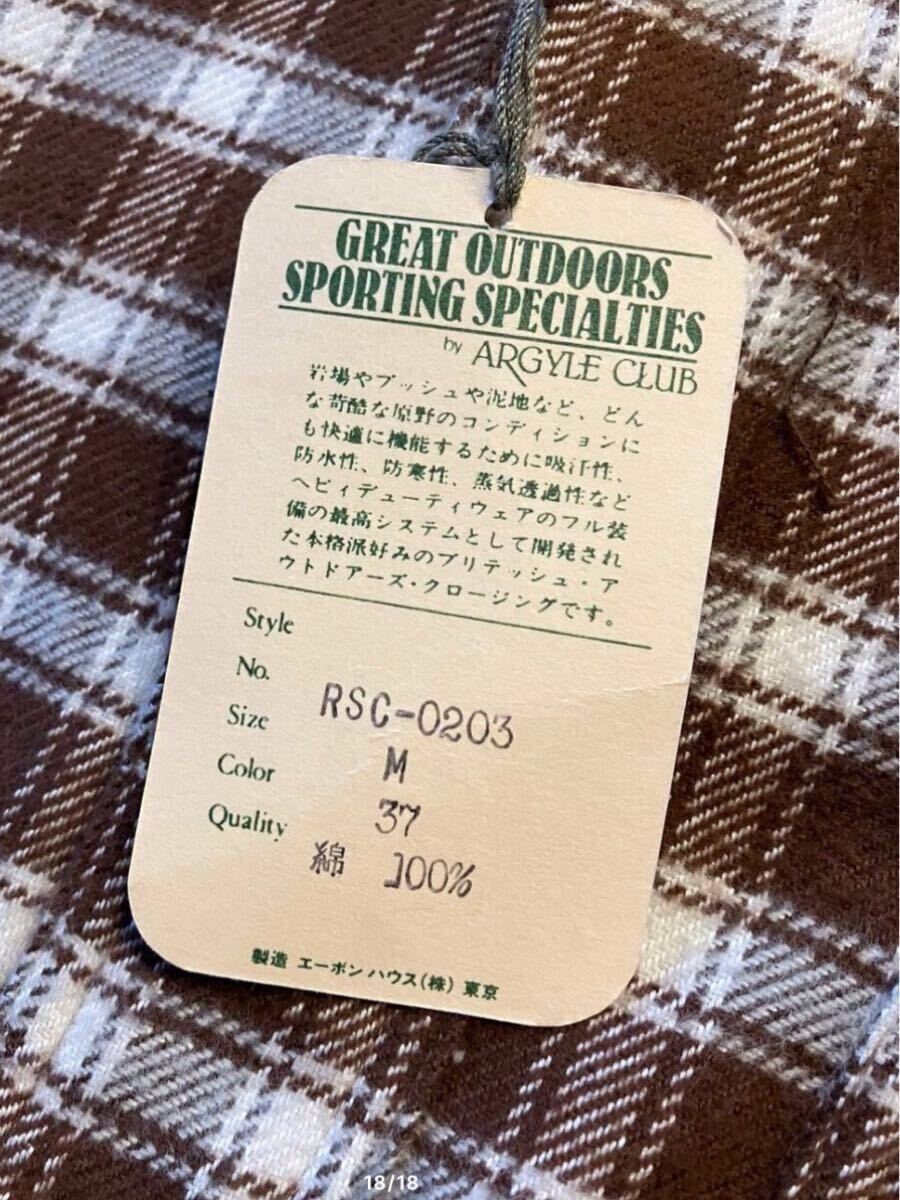 GREAT OUTDOORS
SPORTING SPECIALTIES
by ARGYLE CLUB
岩場やブッシュや泥地など、どん
な苛酷な原野のコンディションに
も快適に機能するために吸汗性、
防水性、防寒性、蒸気透過性など
ヘビィデューティウェアのフル装
備の最高システムとして開発され
た本格派好みのブリテッシュ・ア
ウトドアーズ・クロージングです。
Style
No. RSC-0203
Size M
Color 37
Quality 綿 100%
製造 エーボンハウス(株) 東京
18/18